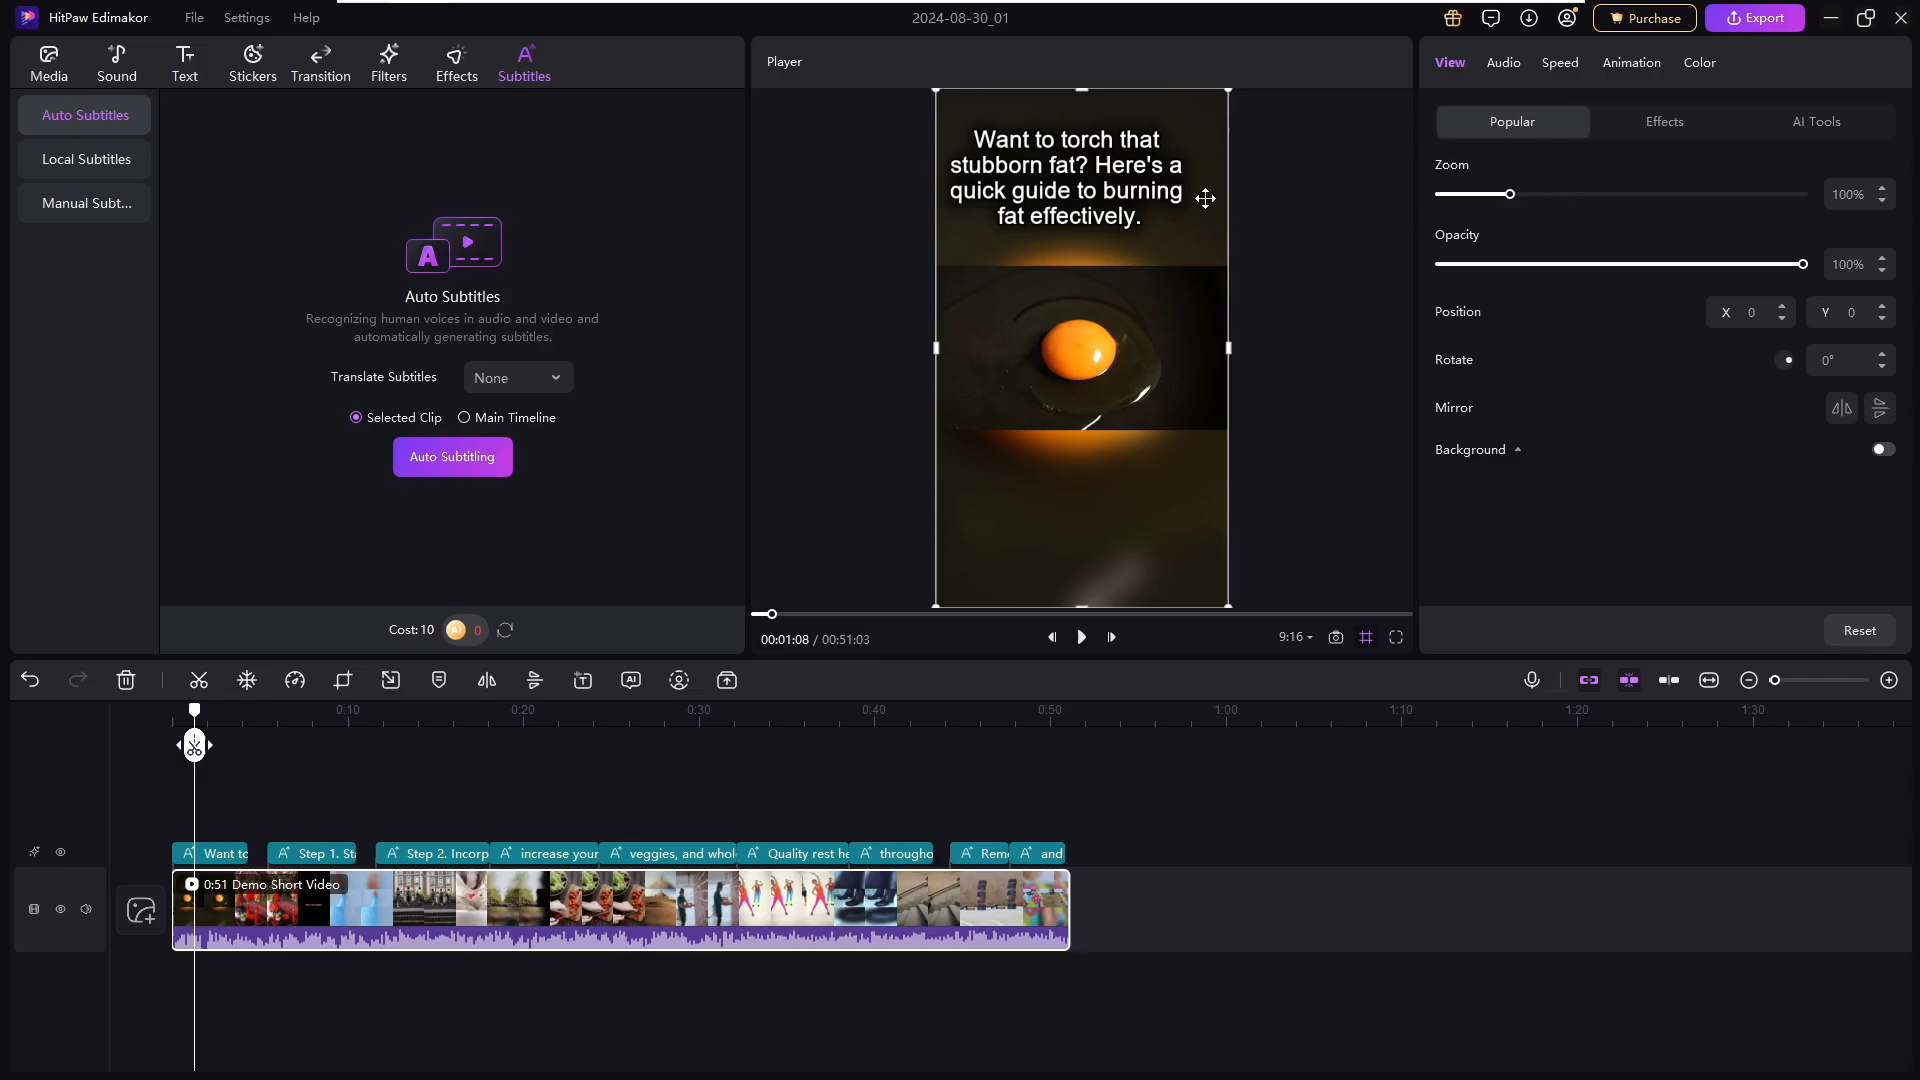 HitPaw Edimakor
File
Settings
Help
2024-08-30_01
Purchase
Export
Media
Sound
Text
Stickers
Transition
Filters
Effects
Subtitles
Player
View
Audio
Speed
Animation
Color
Auto Subtitles
Local Subtitles
Manual Subt...
A
Auto Subtitles
Recognizing human voices in audio and video and
automatically generating subtitles.
Translate Subtitles
None
Selected Clip
Main Timeline
Auto Subtitling
Cost:10
AI
0
Want to torch that
stubborn fat? Here's a
quick guide to burning
fat effectively.
00:01:08 / 00:51:03
9:16
Popular
Effects
AI Tools
Zoom
100%
Opacity
100%
Position
X 0
Y 0
Rotate
0°
Mirror
Background
Reset
AI
0:10
0:20
0:30
0:40
0:50
1:00
1:10
1:20
1:30
A Want to
A Step 1. Sta
A Step 2. Incorp
A increase your
A veggies, and whol
A Quality rest he
A througho
A Rem
A and
0:51 Demo Short Video